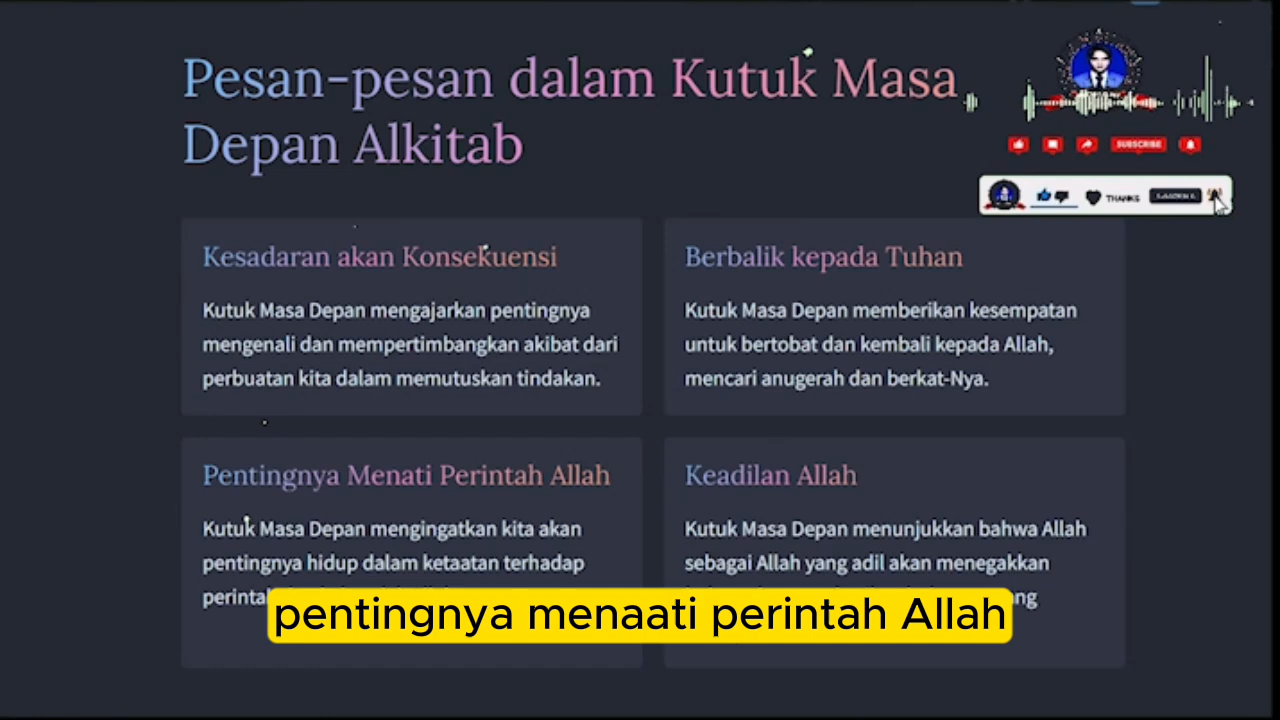 Pesan-pesan dalam Kutuk Masa
Depan Alkitab
SUBSCRIBE
THANKS
Kesadaran akan Konsekuensi
Kutuk Masa Depan mengajarkan pentingnya
mengenali dan mempertimbangkan akibat dari
perbuatan kita dalam memutuskan tindakan.
Berbalik kepada Tuhan
Kutuk Masa Depan memberikan kesempatan
untuk bertobat dan kembali kepada Allah,
mencari anugerah dan berkat-Nya.
Pentingnya Menati Perintah Allah
Kutuk Masa Depan mengingatkan kita akan
pentingnya hidup dalam ketaatan terhadap
Keadilan Allah
Kutuk Masa Depan menunjukkan bahwa Allah
sebagai Allah yang adil akan menegakkan
pentingnya menaati perintah Allah